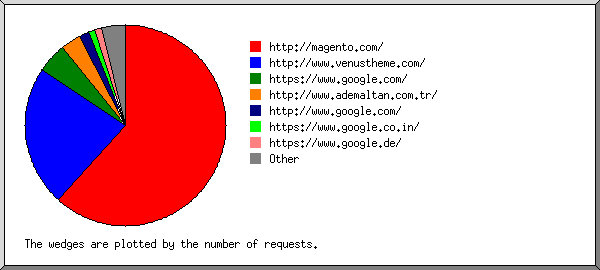 http://magento.com/
http://www.venustheme.com/
https://www.google.com/
http://www.ademaltan.com.tr/
http://www.google.com/
https://www.google.co.in/
https://www.google.de/
Other
The wedges are plotted by the number of requests.